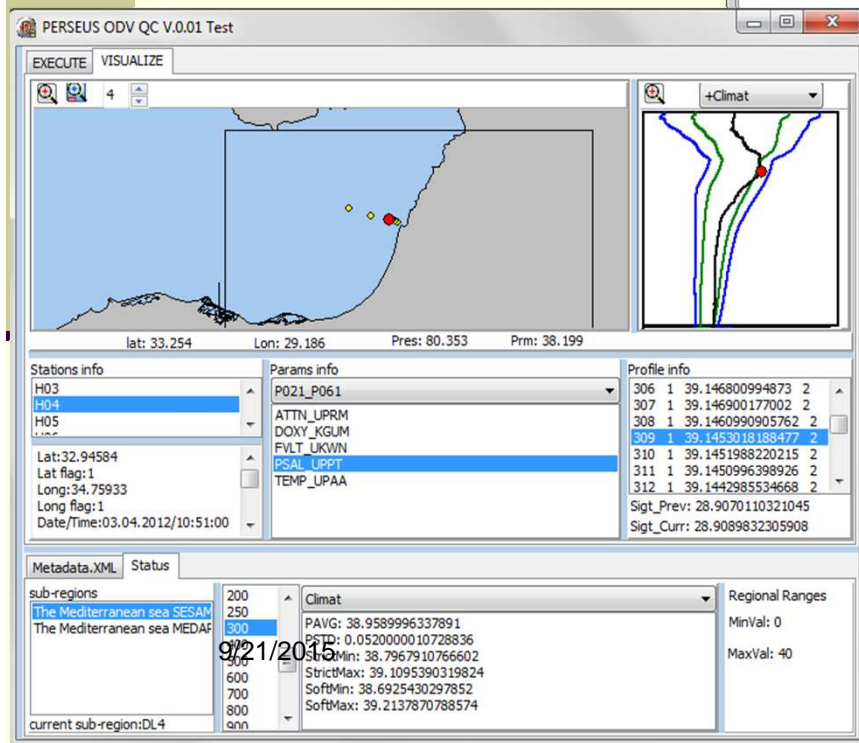 PERSEUS ODV QC V.0.01 Test
EXECUTE VISUALIZE
4
+Climat
lat: 33.254 Lon: 29.186 Pres: 80.353 Prm: 38.199
Stations info
H03
H04
H05
Lat:32.94584
Lat flag:1
Long:34.75933
Long flag:1
Date/Time:03.04.2012/10:51:00
Params info
P021_P061
ATTN_UPRM
DOXY_KGUM
FVLT_UKWN
PSAL_UPPT
TEMP_UPAA
Profile info
306 1 39.146800994873 2
307 1 39.146900177002 2
308 1 39.1460990905762 2
309 1 39.1453018188477 2
310 1 39.1451988220215 2
311 1 39.1450996398926 2
312 1 39.1442985534668 2
Sigt_Prev: 28.9070110321045
Sigt_Curr: 28.9089832305908
Metadata.XML Status
sub-regions
The Mediterranean sea SESAM
The Mediterranean sea MEDAR
current sub-region:DL4
200
250
300
400
500
600
700
800
900
Climat
PAVG: 38.9589996337891
PSTD: 0.0520000010728836
StrictMin: 38.7967910766602
StrictMax: 39.1095390319824
SoftMin: 38.6925430297852
SoftMax: 39.2137870788574
Regional Ranges
MinVal: 0
MaxVal: 40
9/21/2015